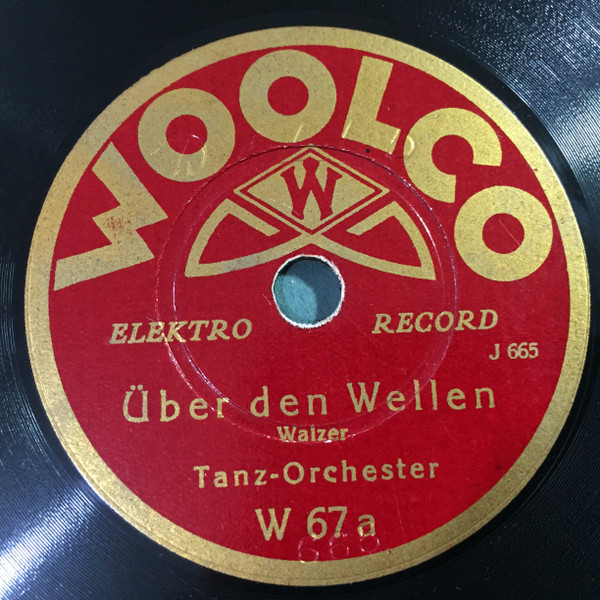 WOOLCO
W
ELEKTRO RECORD
J 665
Über den Wellen
Walzer
Tanz-Orchester
W 67 a